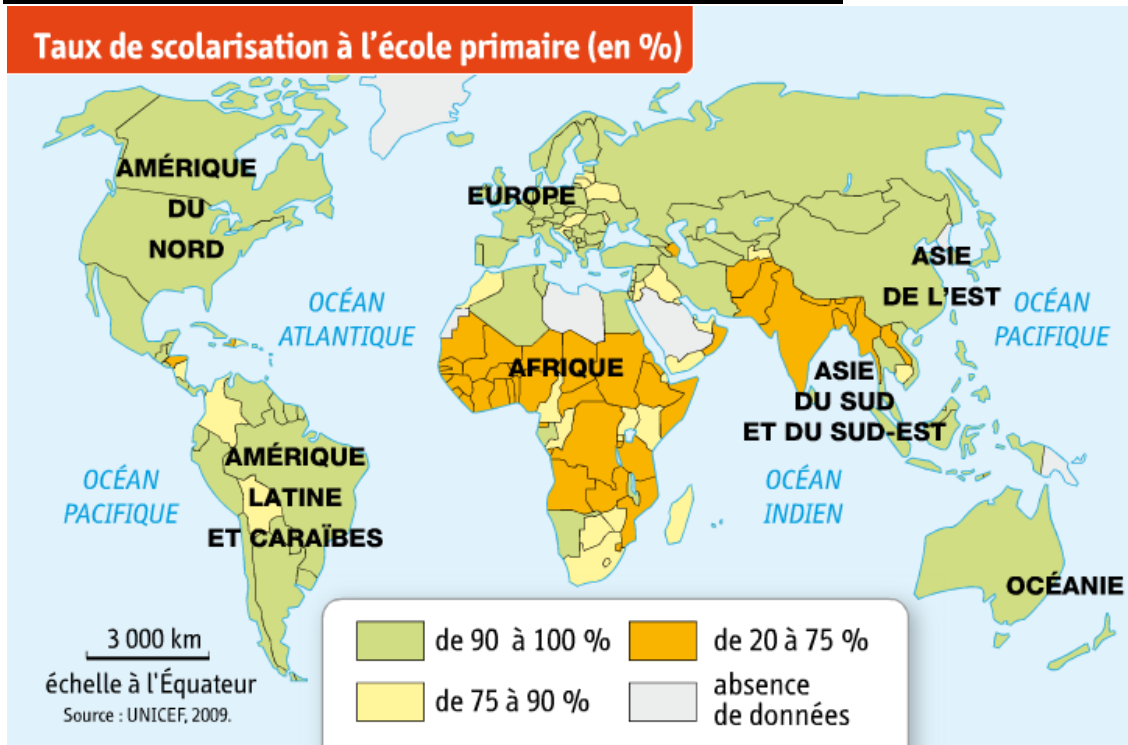 Taux de scolarisation à l'école primaire (en %)
AMÉRIQUE
DU
NORD
EUROPE
ASIE
DE L'EST
OCÉAN
ATLANTIQUE
OCÉAN
PACIFIQUE
AFRIQUE
ASIE
DU SUD
ET DU SUD-EST
AMÉRIQUE
LATINE
ET CARAÏBES
OCÉAN
PACIFIQUE
OCÉAN
INDIEN
OCÉANIE
3 000 km
échelle à l'Équateur
Source : UNICEF, 2009.
de 90 à 100 %
de 20 à 75 %
de 75 à 90 %
absence
de données